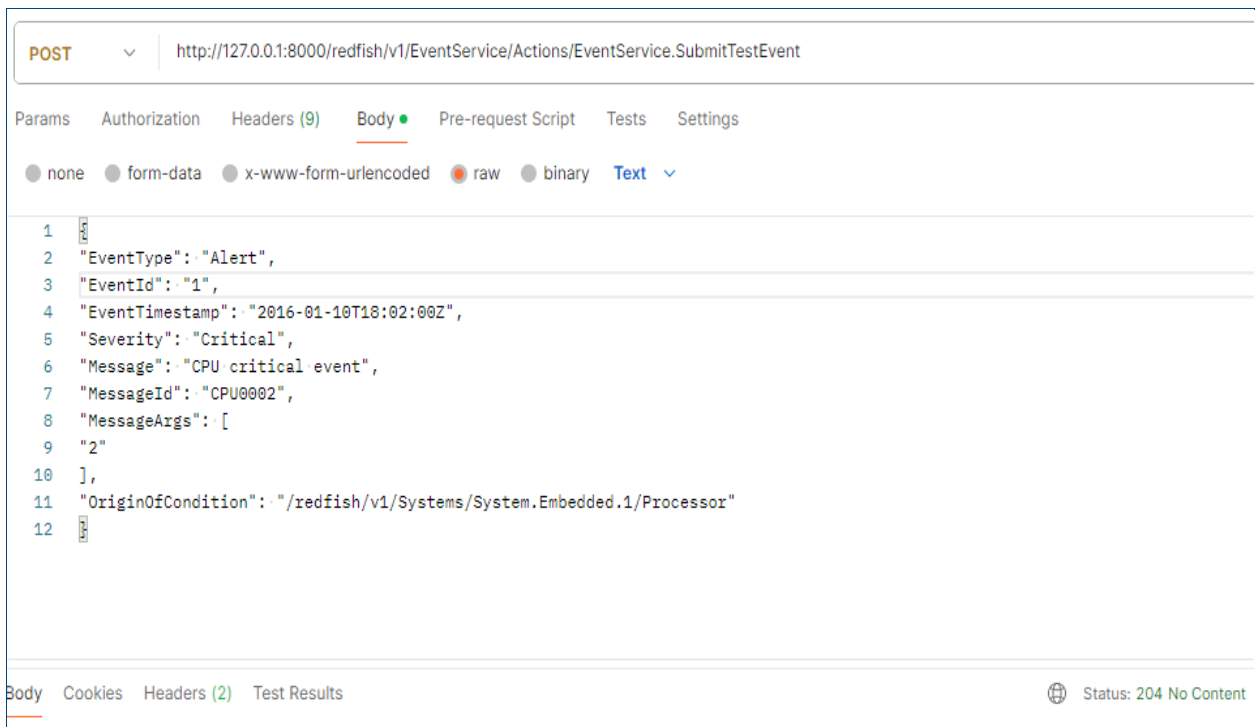 POST http://127.0.0.1:8000/redfish/v1/EventService/Actions/EventService.SubmitTestEvent
Params Authorization Headers (9) Body Pre-request Script Tests Settings
none form-data x-www-form-urlencoded raw binary Text
1 {
2 "EventType": "Alert",
3 "EventId": "1",
4 "EventTimestamp": "2016-01-10T18:02:00Z",
5 "Severity": "Critical",
6 "Message": "CPU critical event",
7 "MessageId": "CPU0002",
8 "MessageArgs": [
9 "2"
10 ],
11 "OriginOfCondition": "/redfish/v1/Systems/System.Embedded.1/Processor"
12 }
Body Cookies Headers (2) Test Results Status: 204 No Content